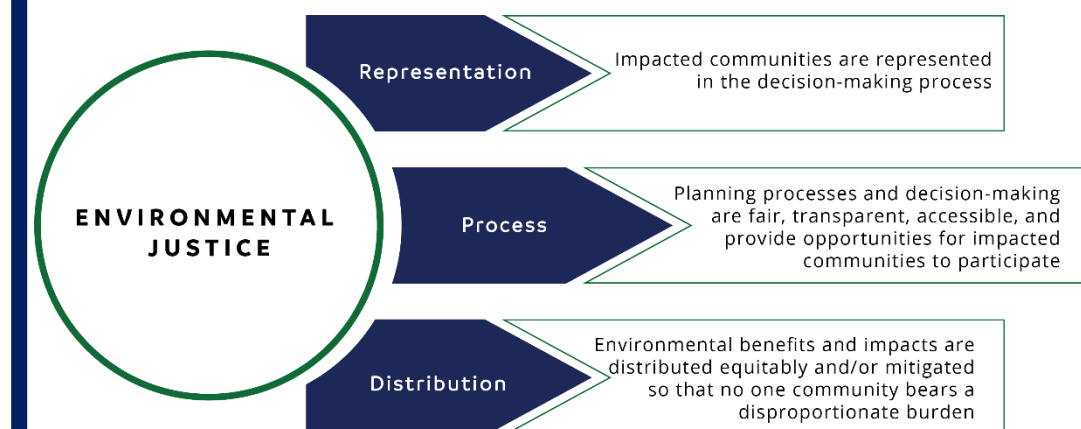 ENVIRONMENTAL
JUSTICE
Representation
Impacted communities are represented
in the decision-making process
Process
Planning processes and decision-making
are fair, transparent, accessible, and
provide opportunities for impacted
communities to participate
Distribution
Environmental benefits and impacts are
distributed equitably and/or mitigated
so that no one community bears a
disproportionate burden